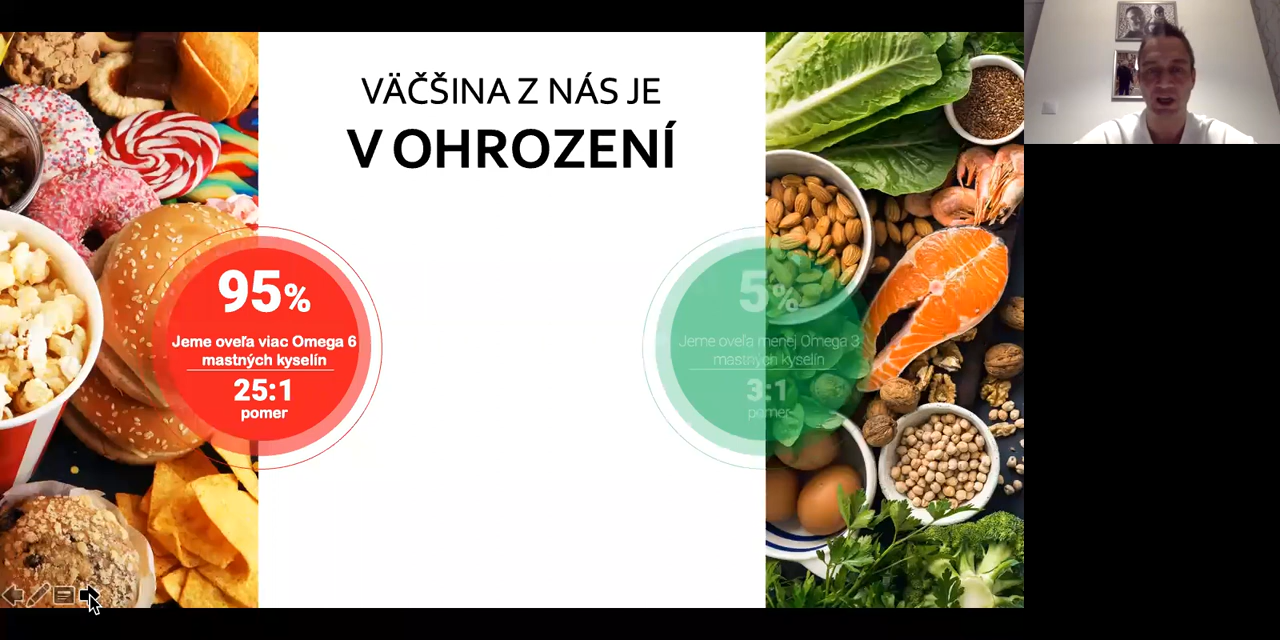 VÄČŠINA Z NÁS JE
V OHROZENÍ
95%
Jeme oveľa viac Omega 6
mastných kyselín
25:1
pomer
5%
Jeme oveľa menej Omega 3
mastných kyselín
3:1
pomer